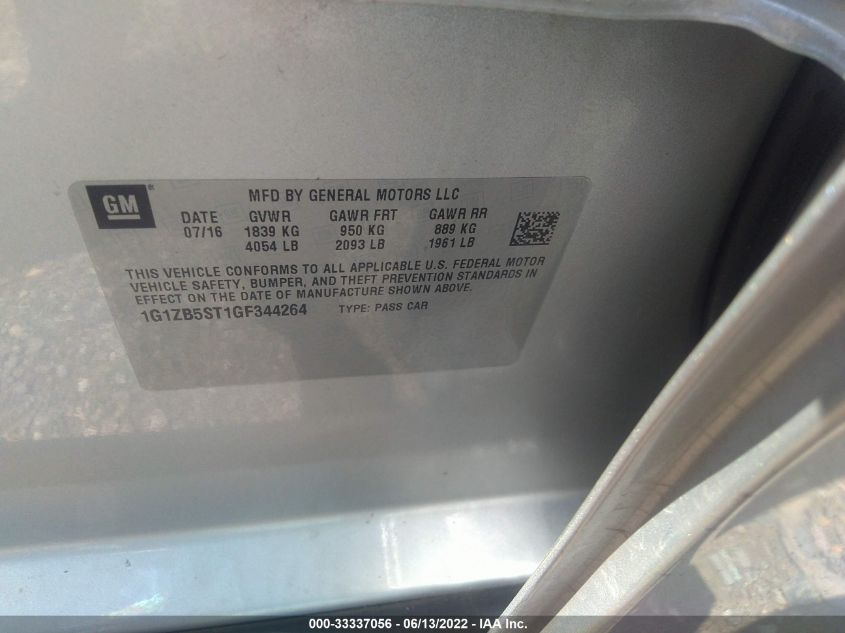 GM
MFD BY GENERAL MOTORS LLC
DATE GVWR GAWR FRT GAWR RR
07/16 1839 KG 950 KG 889 KG
4054 LB 2093 LB 1961 LB
THIS VEHICLE CONFORMS TO ALL APPLICABLE U.S. FEDERAL MOTOR
VEHICLE SAFETY, BUMPER, AND THEFT PREVENTION STANDARDS IN
EFFECT ON THE DATE OF MANUFACTURE SHOWN ABOVE.
1G1ZB5ST1GF344264 TYPE: PASS CAR
000-33337056 - 06/13/2022 - IAA Inc.